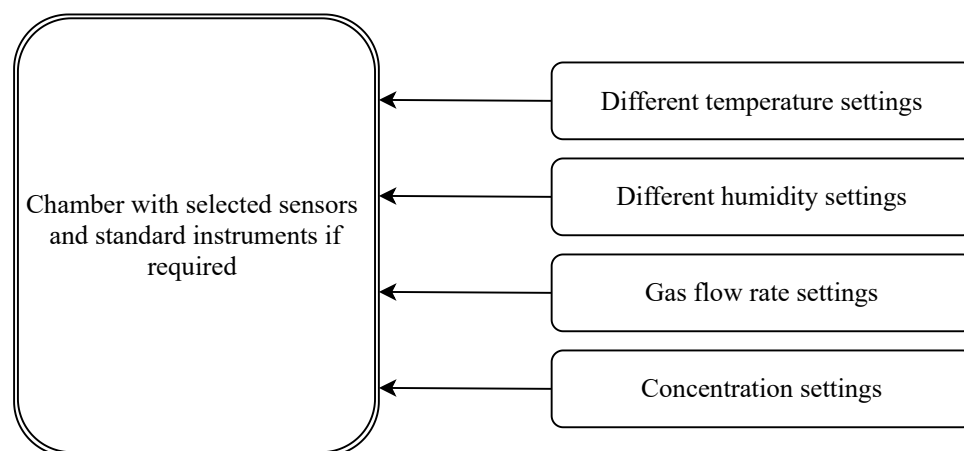 Chamber with selected sensors
and standard instruments if
required
Different temperature settings
Different humidity settings
Gas flow rate settings
Concentration settings